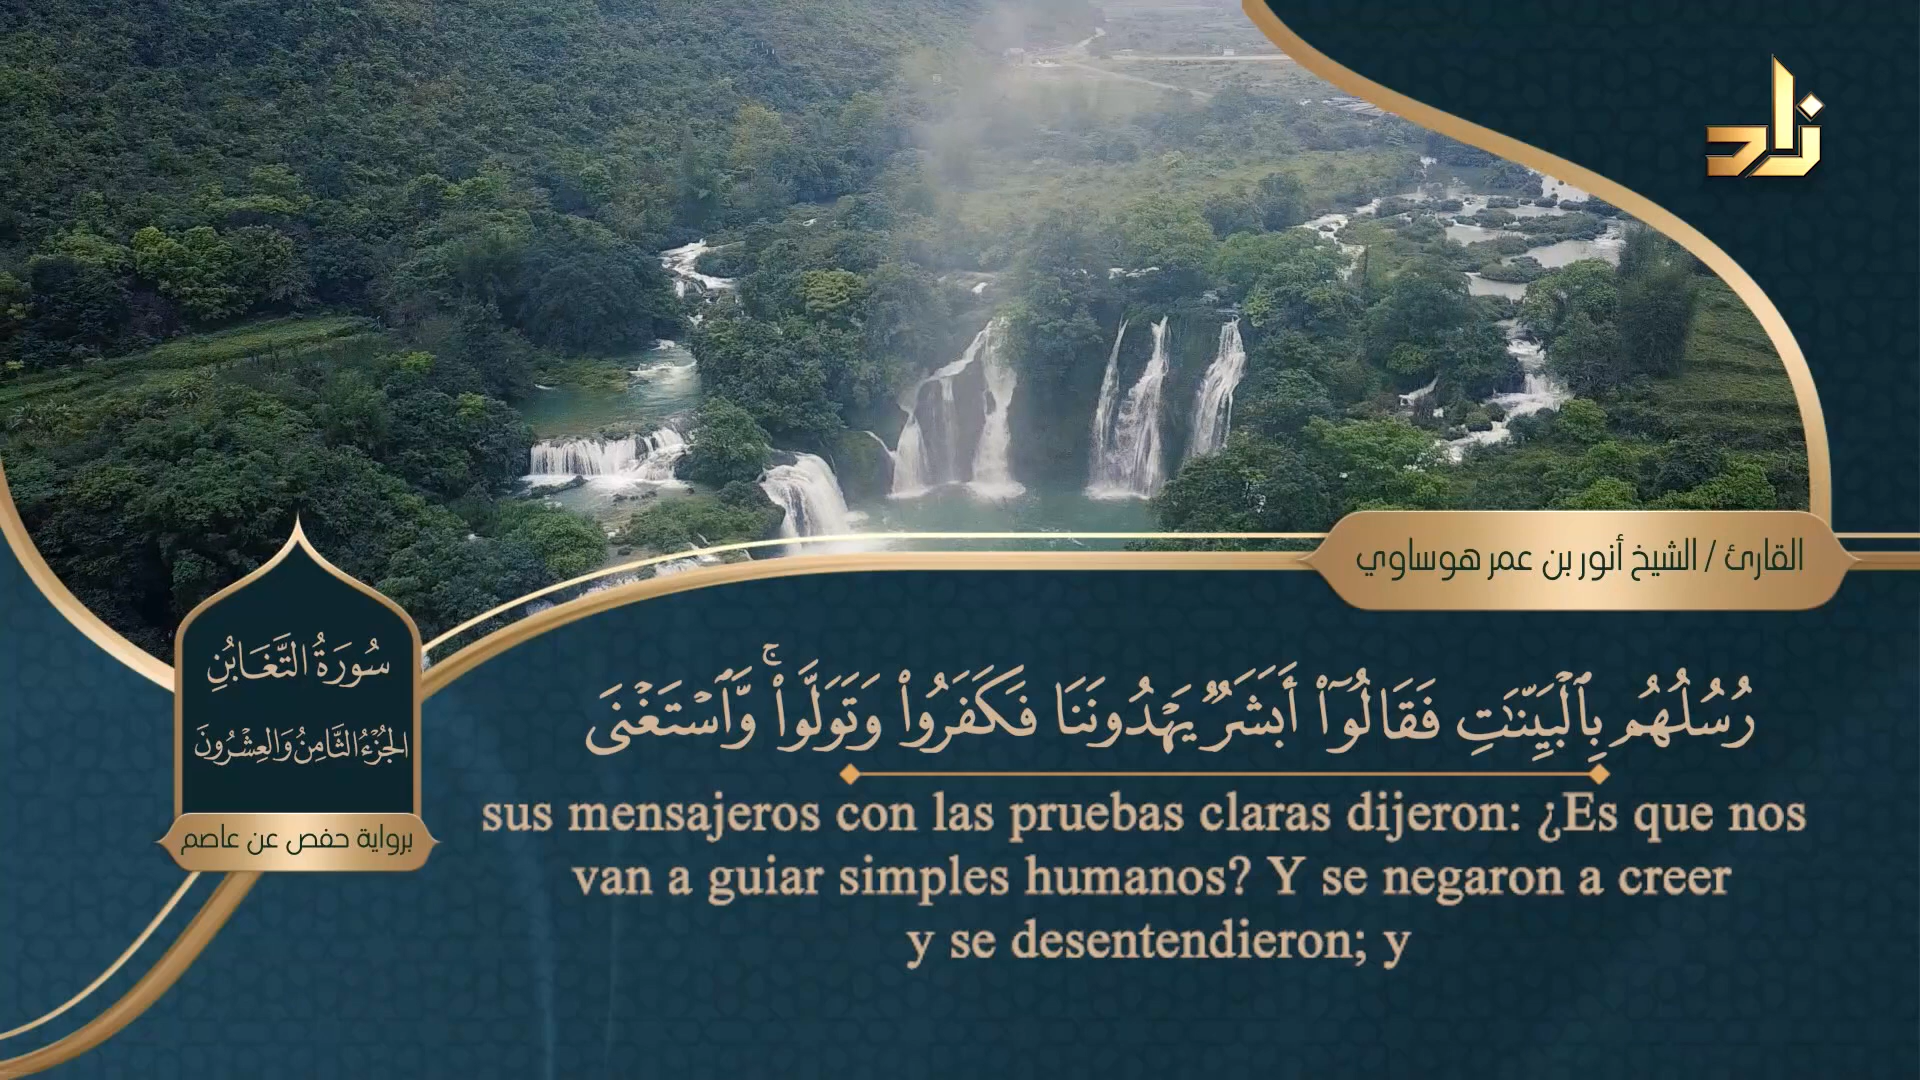 زاد
القارئ / الشيخ أنور بن عمر هوساوي
سُورَةُ التَّغَابُنِ
الجُزْءُ الثَّامِنُ وَالعِشْرُونَ
برواية حفص عن عاصم
رُسُلُهُم بِٱلْبَيِّنَٰتِ فَقَالُوٓا۟ أَبَشَرٌ يَهْدُونَنَا فَكَفَرُوا۟ وَتَوَلَّوا۟ ۚ وَّٱسْتَغْنَى
sus mensajeros con las pruebas claras dijeron: ¿Es que nos
van a guiar simples humanos? Y se negaron a creer
y se desentendieron; y